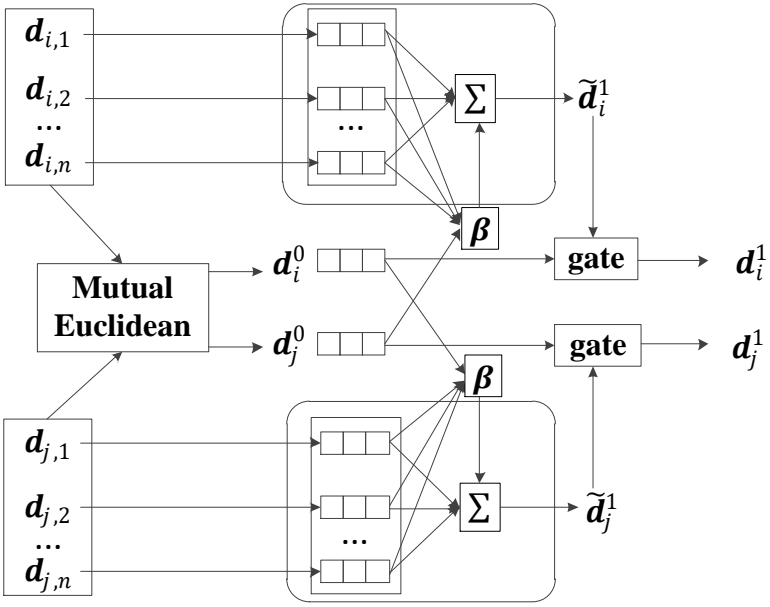 d_{i,1}
d_{i,2}
...
d_{i,n}
...
Σ
β
d̃_i^1
Mutual
Euclidean
d_i^0
d_j^0
gate
d_i^1
gate
d_j^1
β
d_{j,1}
d_{j,2}
...
d_{j,n}
...
Σ
d̃_j^1